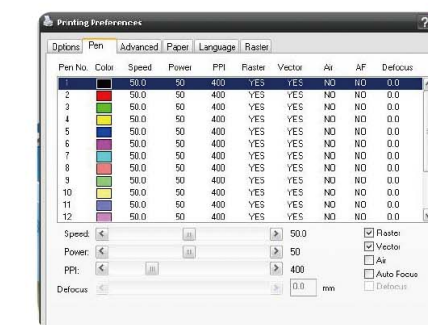 Printing Preferences
?
Options Pen Advanced Paper Language Raster
Pen No. Color Speed Power PPI Raster Vector Air AF Defocus
1 50.0 50 400 YES YES NO NO 0.0
2 50.0 50 400 YES YES NO NO 0.0
3 50.0 50 400 YES YES NO NO 0.0
4 50.0 50 400 YES YES NO NO 0.0
5 50.0 50 400 YES YES NO NO 0.0
6 50.0 50 400 YES YES NO NO 0.0
7 50.0 50 400 YES YES NO NO 0.0
8 50.0 50 400 YES YES NO NO 0.0
9 50.0 50 400 YES YES NO NO 0.0
10 50.0 50 400 YES YES NO NO 0.0
11 50.0 50 400 YES YES NO NO 0.0
12 50.0 50 400 YES YES NO NO 0.0
Speed: 50.0 Raster
Power: 50 Vector
Air
PPI: 400 Auto Focus
Defocus 0.0 mm Defocus